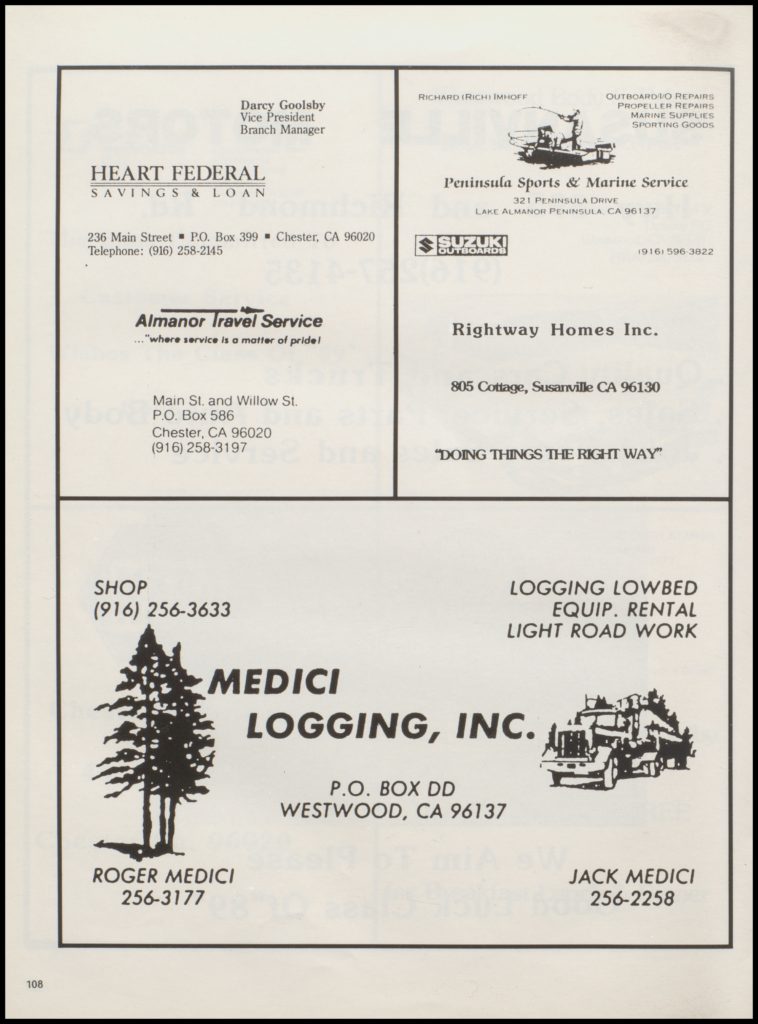 Darcy Goolsby
Vice President
Branch Manager
HEART FEDERAL
SAVINGS & LOAN
236 Main Street ■ P.O. Box 399 ■ Chester, CA 96020
Telephone: (916) 258-2145
Almanor Travel Service
..."where service is a matter of pride!
Main St. and Willow St.
P.O. Box 586
Chester, CA 96020
(916) 258-3197
RICHARD (RICH) IMHOFF
OUTBOARD I/O REPAIRS
PROPELLER REPAIRS
MARINE SUPPLIES
SPORTING GOODS
Peninsula Sports & Marine Service
321 PENINSULA DRIVE
LAKE ALMANOR PENINSULA, CA 96137
SUZUKI
OUTBOARDS
(916) 596-3822
Rightway Homes Inc.
805 Cottage, Susanville CA 96130
"DOING THINGS THE RIGHT WAY"
SHOP
(916) 256-3633
LOGGING LOWBED
EQUIP. RENTAL
LIGHT ROAD WORK
MEDICI
LOGGING, INC.
P.O. BOX DD
WESTWOOD, CA 96137
ROGER MEDICI
256-3177
JACK MEDICI
256-2258
108